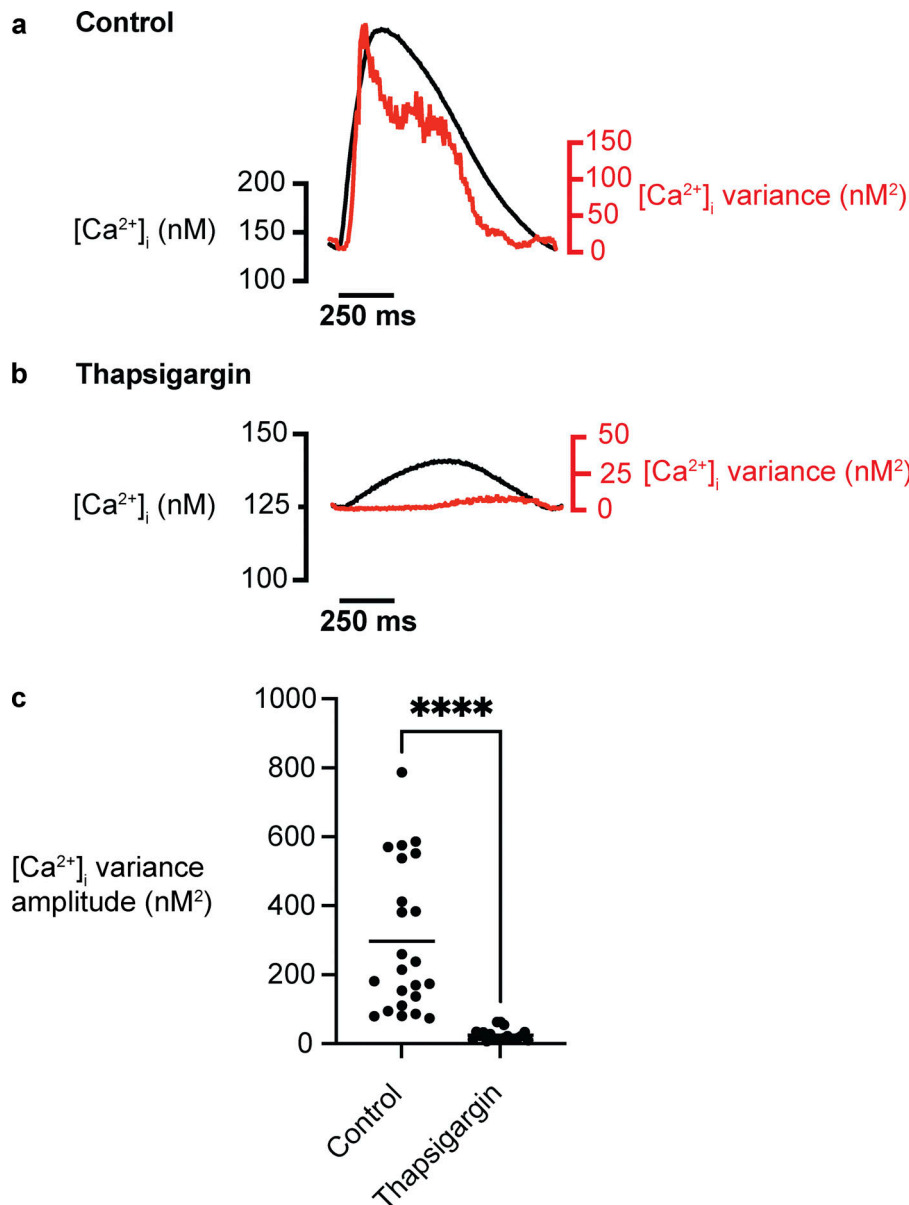 a Control
200
150
100
[Ca²⁺]ᵢ (nM)
150
100
50
0
[Ca²⁺]ᵢ variance (nM²)
250 ms
b Thapsigargin
150
125
100
[Ca²⁺]ᵢ (nM)
50
25
0
[Ca²⁺]ᵢ variance (nM²)
250 ms
c
1000
800
600
400
200
0
[Ca²⁺]ᵢ variance
amplitude (nM²)
****
Control
Thapsigargin